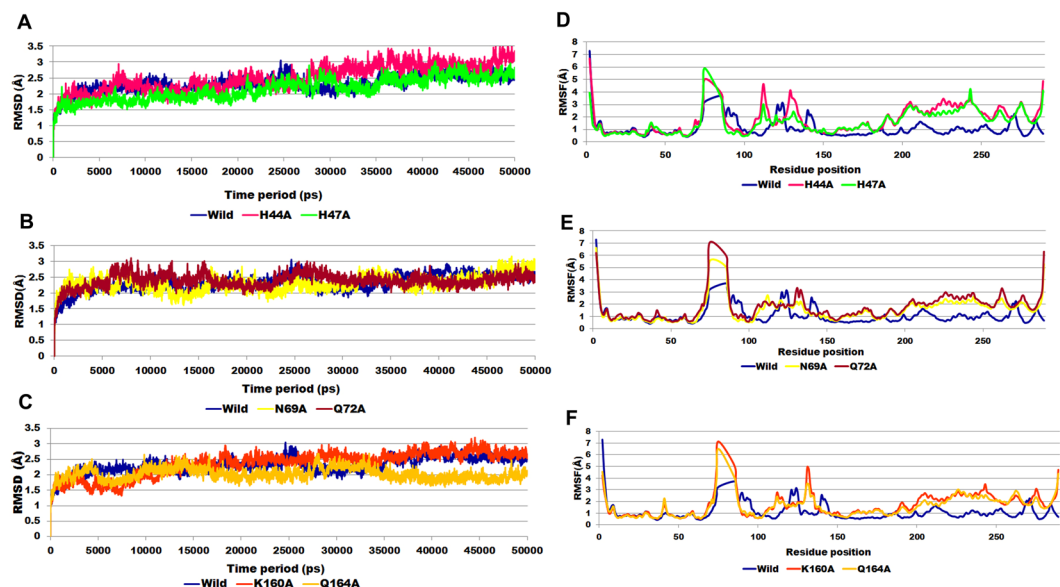 A
RMSD (Å)
3.5
3
2.5
2
1.5
1
0.5
0
0 5000 10000 15000 20000 25000 30000 35000 40000 45000 50000
Time period (ps)
Wild H44A H47A
B
RMSD(Å)
3.5
3
2.5
2
1.5
1
0.5
0
0 5000 10000 15000 20000 25000 30000 35000 40000 45000 50000
Time period (ps)
Wild N69A Q72A
C
RMSD (Å)
3.5
3
2.5
2
1.5
1
0.5
0
0 5000 10000 15000 20000 25000 30000 35000 40000 45000 50000
Time period (ps)
Wild K160A Q164A
D
RMSF(Å)
8
7
6
5
4
3
2
1
0
0 50 100 150 200 250
Residue position
Wild H44A H47A
E
RMSF(Å)
8
7
6
5
4
3
2
1
0
0 50 100 150 200 250
Residue position
Wild N69A Q72A
F
RMSF(Å)
8
7
6
5
4
3
2
1
0
0 50 100 150 200 250
Residue position
Wild K160A Q164A